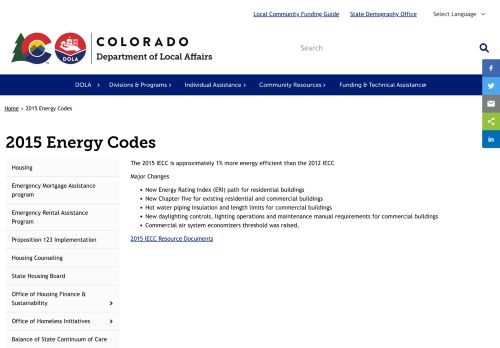 Local Community Funding Guide
State Demography Office
Select Language
COLORADO
Department of Local Affairs
DOLA
Search
DOLA
Divisions & Programs
Individual Assistance
Community Resources
Funding & Technical Assistance
Home > 2015 Energy Codes
2015 Energy Codes
Housing
Emergency Mortgage Assistance
program
Emergency Rental Assistance
Program
Proposition 123 Implementation
Housing Counseling
State Housing Board
Office of Housing Finance &
Sustainability
Office of Homeless Initiatives
Balance of State Continuum of Care
The 2015 IECC is approximately 1% more energy efficient than the 2012 IECC
Major Changes
New Energy Rating Index (ERI) path for residential buildings
New Chapter five for existing residential and commercial buildings
Hot water piping insulation and length limits for commercial buildings
New daylighting controls, lighting operations and maintenance manual requirements for commercial buildings
Commercial air system economizers threshold was raised.
2015 IECC Resource Documents